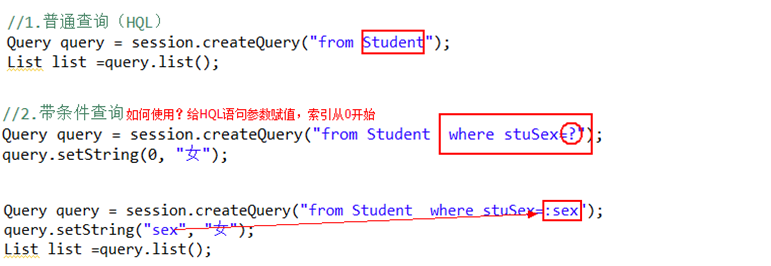 //1.普通查询（HQL）
Query query = session.createQuery("from Student");
List list =query.list();
//2.带条件查询如何使用？给HQL语句参数赋值，索引从0开始
Query query = session.createQuery("from Student  where stuSex=?");
query.setString(0, "女");
Query query = session.createQuery("from Student  where stuSex=:sex");
query.setString("sex", "女");
List list =query.list();